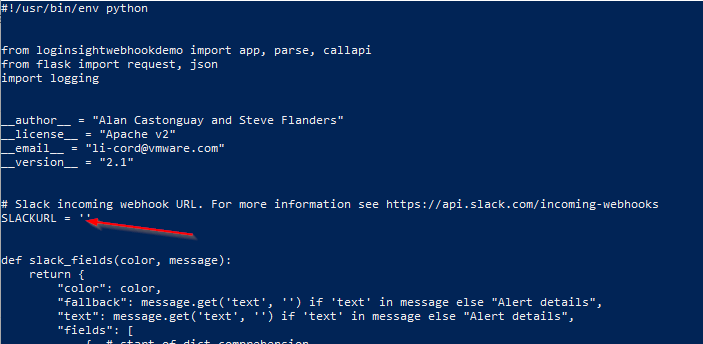 #!/usr/bin/env python
from loginsightwebhookdemo import app, parse, callapi
from flask import request, json
import logging
__author__ = "Alan Castonguay and Steve Flanders"
__license__ = "Apache v2"
__email__ = "li-cord@vmware.com"
__version__ = "2.1"
# Slack incoming webhook URL. For more information see https://api.slack.com/incoming-webhooks
SLACKURL = ''
def slack_fields(color, message):
    return {
        "color": color,
        "fallback": message.get('text', '') if 'text' in message else "Alert details",
        "text": message.get('text', '') if 'text' in message else "Alert details",
        "fields": [
            {  # start of dict comprehension